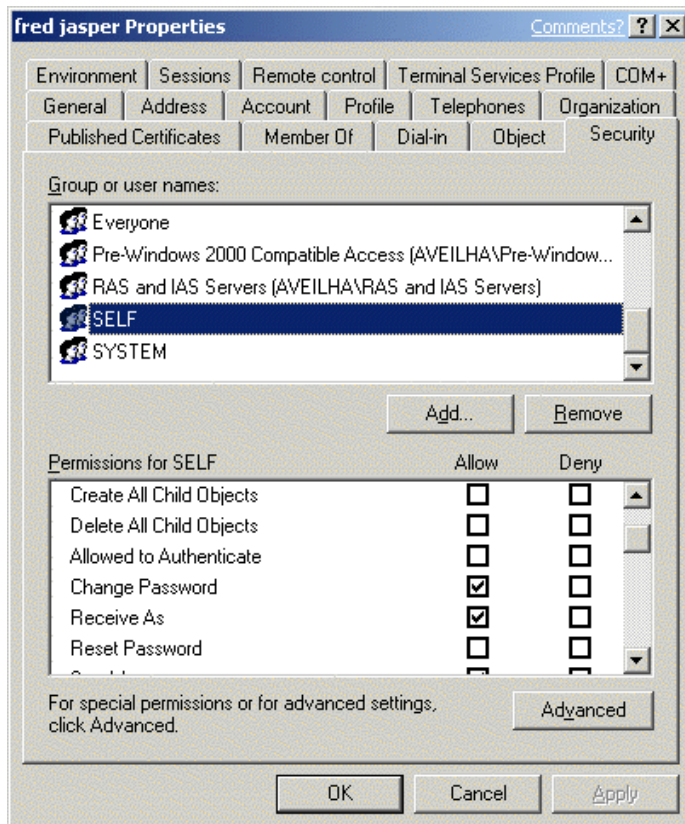 fred jasper Properties Comments? ?
Environment Sessions Remote control Terminal Services Profile COM+
General Address Account Profile Telephones Organization
Published Certificates Member Of Dial-in Object Security
Group or user names:
Everyone
Pre-Windows 2000 Compatible Access (AVEILHA\Pre-Window...
RAS and IAS Servers (AVEILHA\RAS and IAS Servers)
SELF
SYSTEM
Add... Remove
Permissions for SELF Allow Deny
Create All Child Objects
Delete All Child Objects
Allowed to Authenticate
Change Password
Receive As
Reset Password
For special permissions or for advanced settings,
click Advanced.
Advanced
OK Cancel Apply